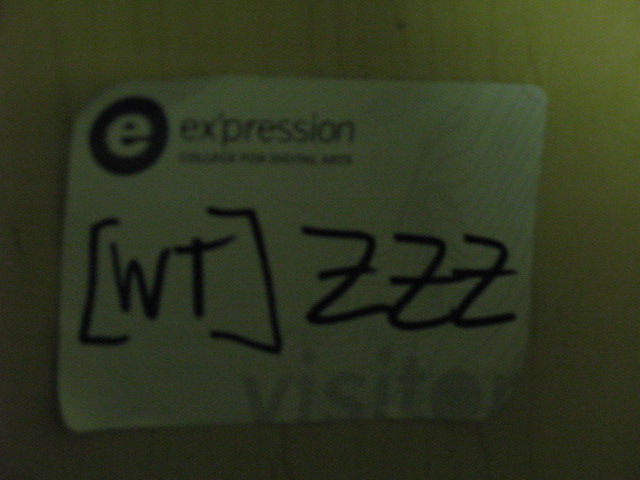 e
ex'pression
COLLEGE FOR DIGITAL ARTS
[WT] ZZZ
visitor